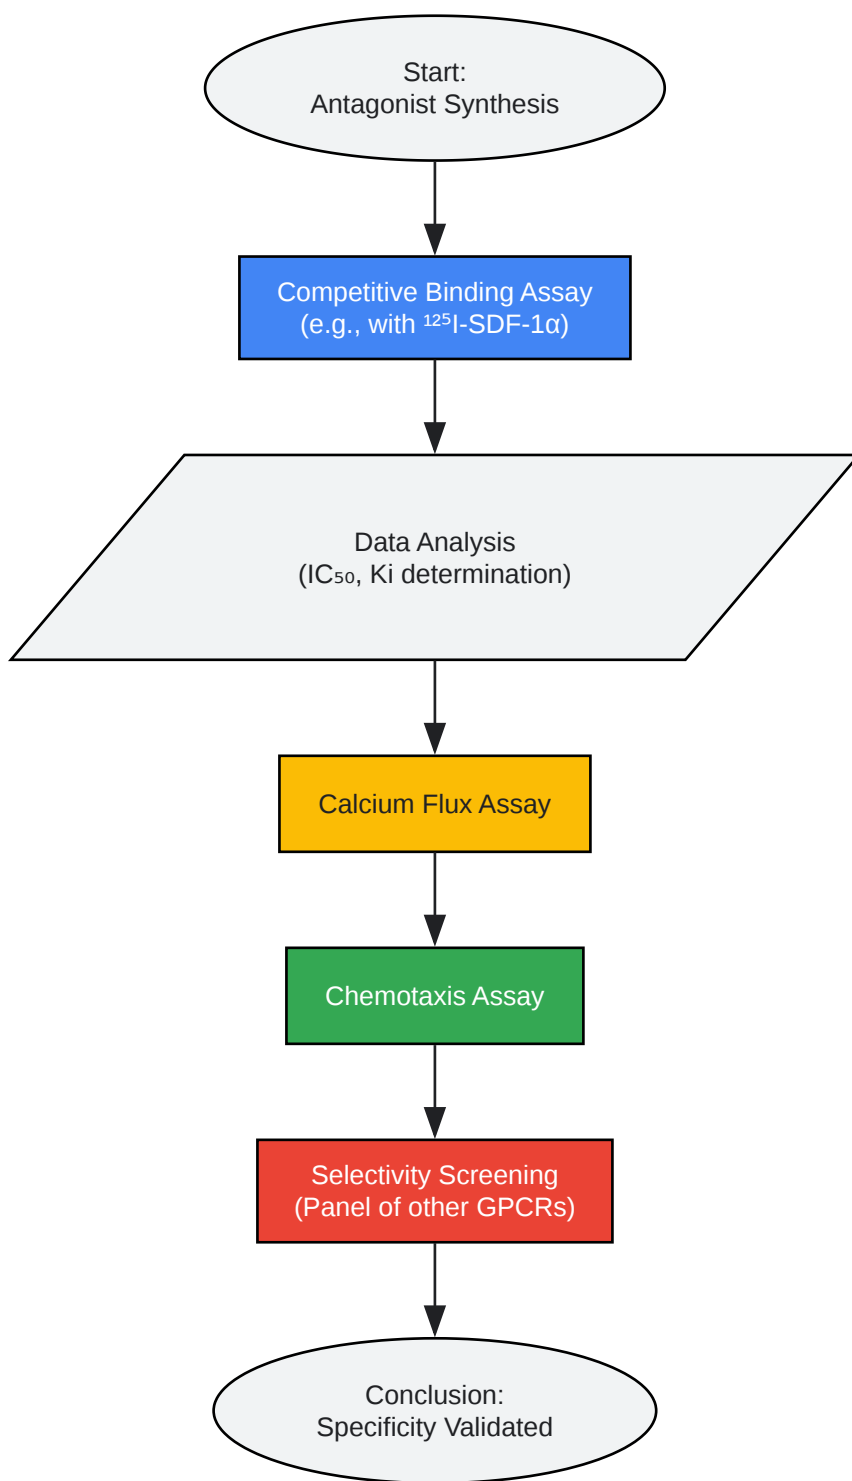 Start:
Antagonist Synthesis
Competitive Binding Assay
(e.g., with ¹²⁵I-SDF-1α)
Data Analysis
(IC₅₀, Ki determination)
Calcium Flux Assay
Chemotaxis Assay
Selectivity Screening
(Panel of other GPCRs)
Conclusion:
Specificity Validated